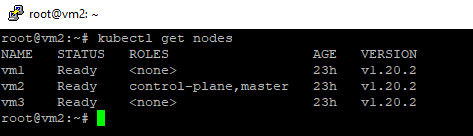 root@vm2: ~
root@vm2:~# kubectl get nodes
NAME STATUS ROLES AGE VERSION
vm1 Ready <none> 23h v1.20.2
vm2 Ready control-plane,master 23h v1.20.2
vm3 Ready <none> 23h v1.20.2
root@vm2:~#